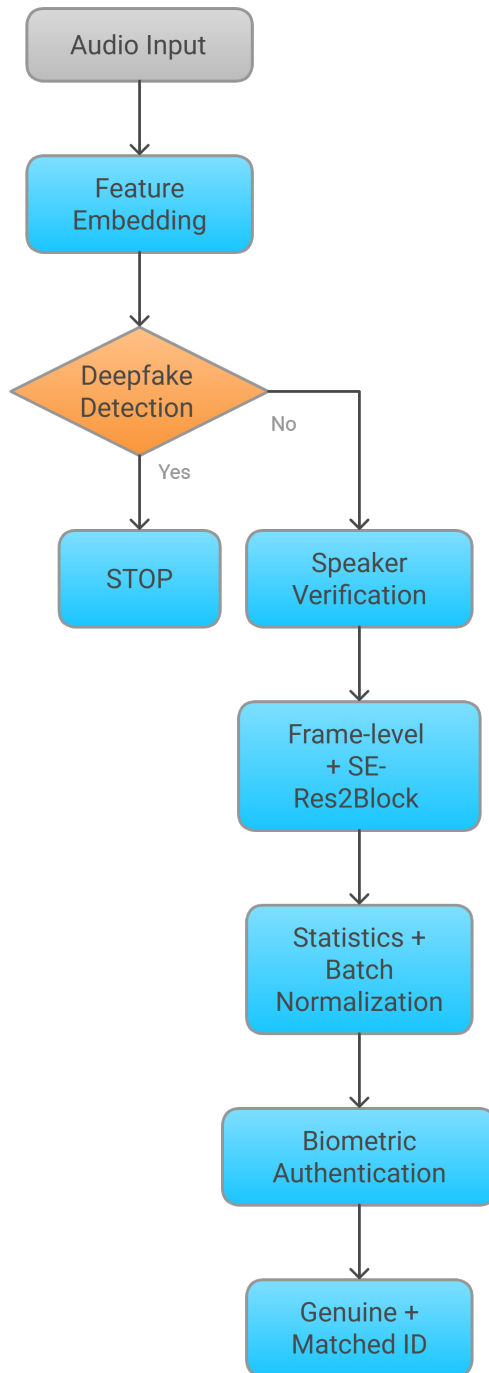 Audio Input
Feature
Embedding
Deepfake
Detection
No
Yes
STOP
Speaker
Verification
Frame-level
+ SE-
Res2Block
Statistics +
Batch
Normalization
Biometric
Authentication
Genuine +
Matched ID